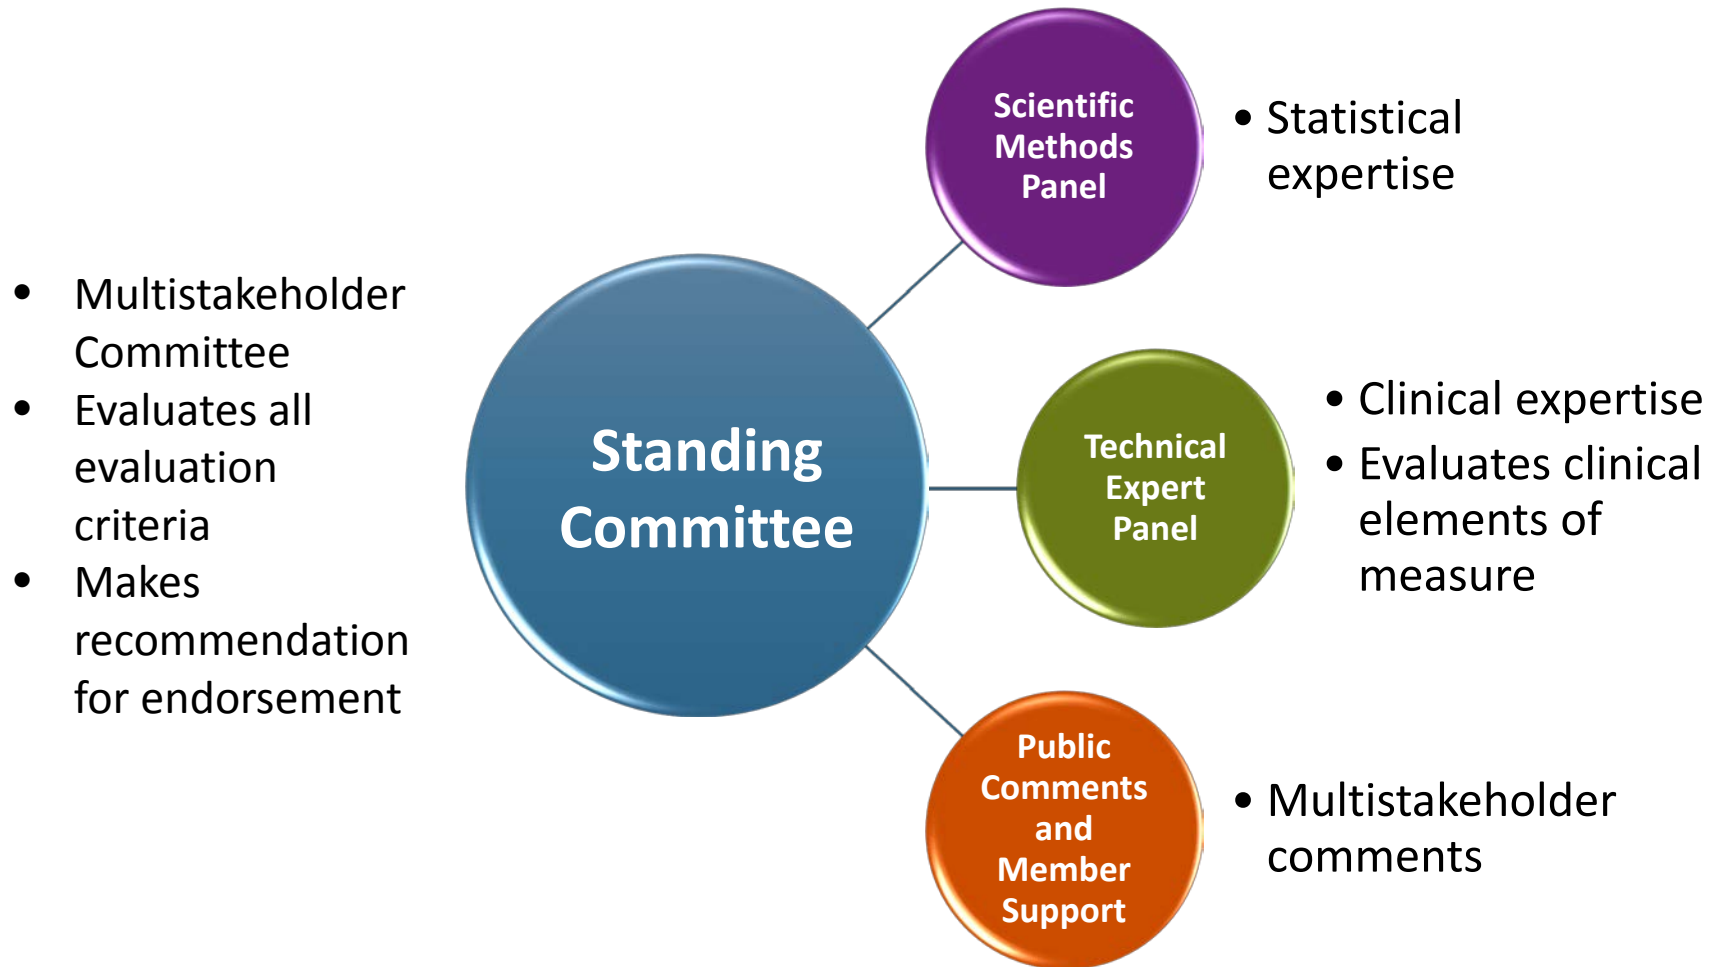 • Multistakeholder
Committee
• Evaluates all
evaluation
criteria
• Makes
recommendation
for endorsement
Standing
Committee
Scientific
Methods
Panel
• Statistical
expertise
Technical
Expert
Panel
• Clinical expertise
• Evaluates clinical
elements of
measure
Public
Comments
and
Member
Support
• Multistakeholder
comments